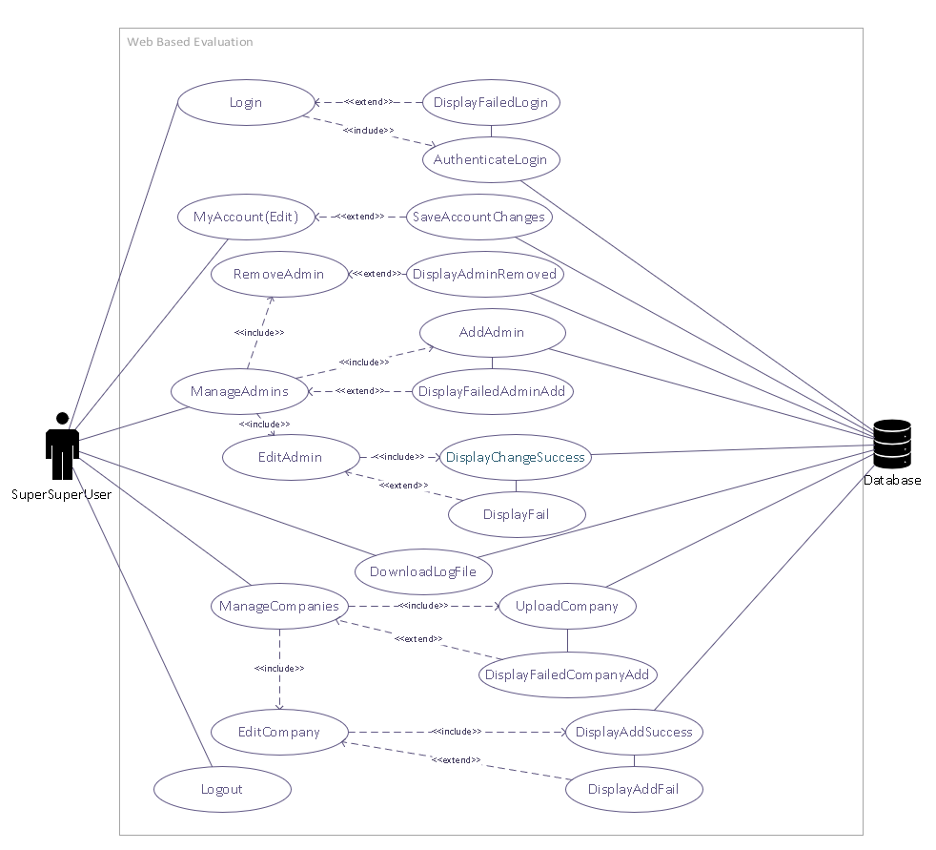 Web Based Evaluation
Login
<<extend>>
DisplayFailedLogin
<<include>>
AuthenticateLogin
MyAccount(Edit)
<<extend>>
SaveAccountChanges
RemoveAdmin
<<extend>>
DisplayAdminRemoved
<<include>>
AddAdmin
<<include>>
ManageAdmins
<<extend>>
DisplayFailedAdminAdd
<<include>>
EditAdmin
<<include>>
DisplayChangeSuccess
<<extend>>
DisplayFail
SuperSuperUser
Database
DownloadLogFile
ManageCompanies
<<include>>
UploadCompany
<<extend>>
<<include>>
DisplayFailedCompanyAdd
EditCompany
<<include>>
DisplayAddSuccess
<<extend>>
Logout
DisplayAddFail